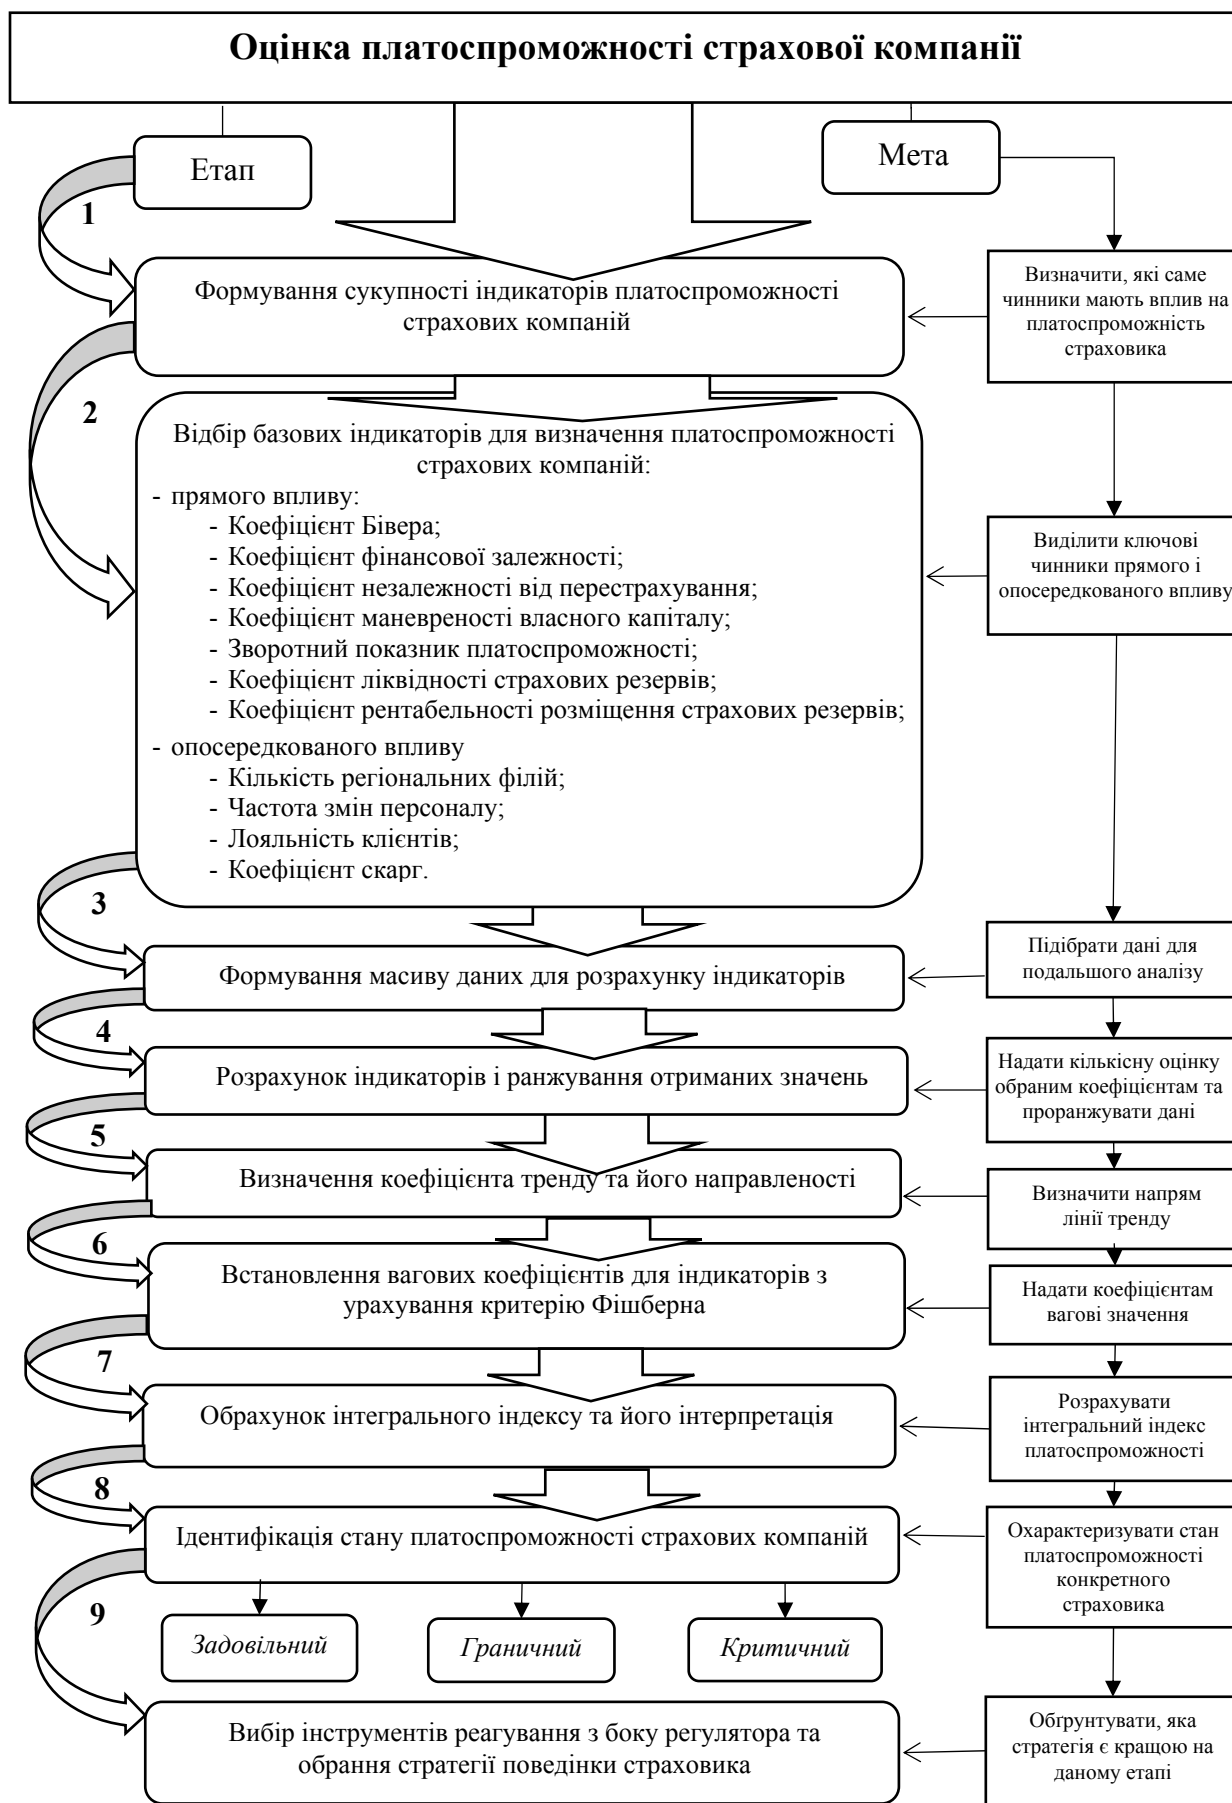 Оцінка платоспроможності страхової компанії
Етап
Мета
1
Формування сукупності індикаторів платоспроможності
страхових компаній
Визначити, які саме
чинники мають вплив на
платоспроможність
страховика
2
Відбір базових індикаторів для визначення платоспроможності
страхових компаній:
- прямого впливу:
- Коефіцієнт Бівера;
- Коефіцієнт фінансової залежності;
- Коефіцієнт незалежності від перестрахування;
- Коефіцієнт маневреності власного капіталу;
- Зворотний показник платоспроможності;
- Коефіцієнт ліквідності страхових резервів;
- Коефіцієнт рентабельності розміщення страхових резервів;
- опосередкованого впливу
- Кількість регіональних філій;
- Частота змін персоналу;
- Лояльність клієнтів;
- Коефіцієнт скарг.
Виділити ключові
чинники прямого і
опосередкованого впливу
3
Формування масиву даних для розрахунку індикаторів
Підібрати дані для
подальшого аналізу
4
Розрахунок індикаторів і ранжування отриманих значень
Надати кількісну оцінку
обраним коефіцієнтам та
проранжувати дані
5
Визначення коефіцієнта тренду та його направленості
Визначити напрям
лінії тренду
6
Встановлення вагових коефіцієнтів для індикаторів з
урахування критерію Фішберна
Надати коефіцієнтам
вагові значення
7
Обрахунок інтегрального індексу та його інтерпретація
Розрахувати
інтегральний індекс
платоспроможності
8
Ідентифікація стану платоспроможності страхових компаній
Охарактеризувати стан
платоспроможності
конкретного
страховика
9
Задовільний
Граничний
Критичний
Вибір інструментів реагування з боку регулятора та
обрання стратегії поведінки страховика
Обґрунтувати, яка
стратегія є кращою на
даному етапі